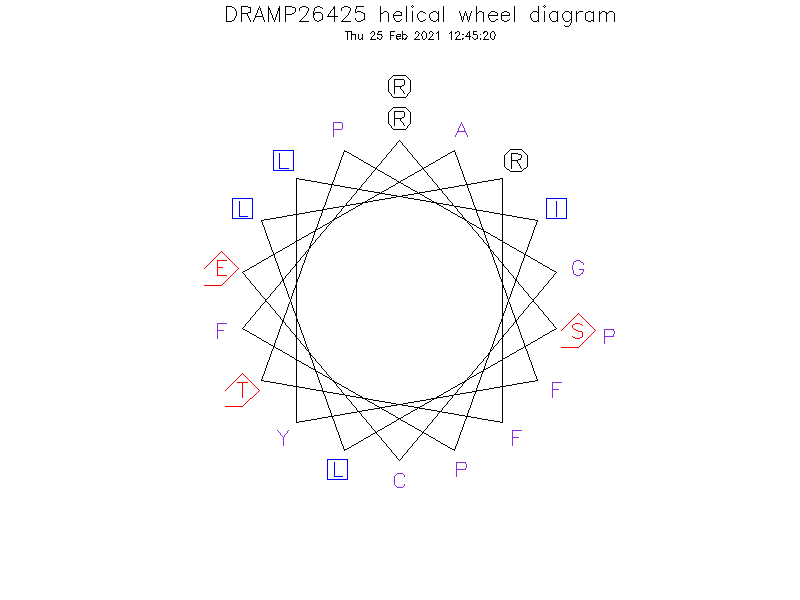 DRAMP26425 helical wheel diagram
Thu 25 Feb 2021 12:45:20
R
R
P A
L R
L I
E G
F S P
T F
Y F
L P
C